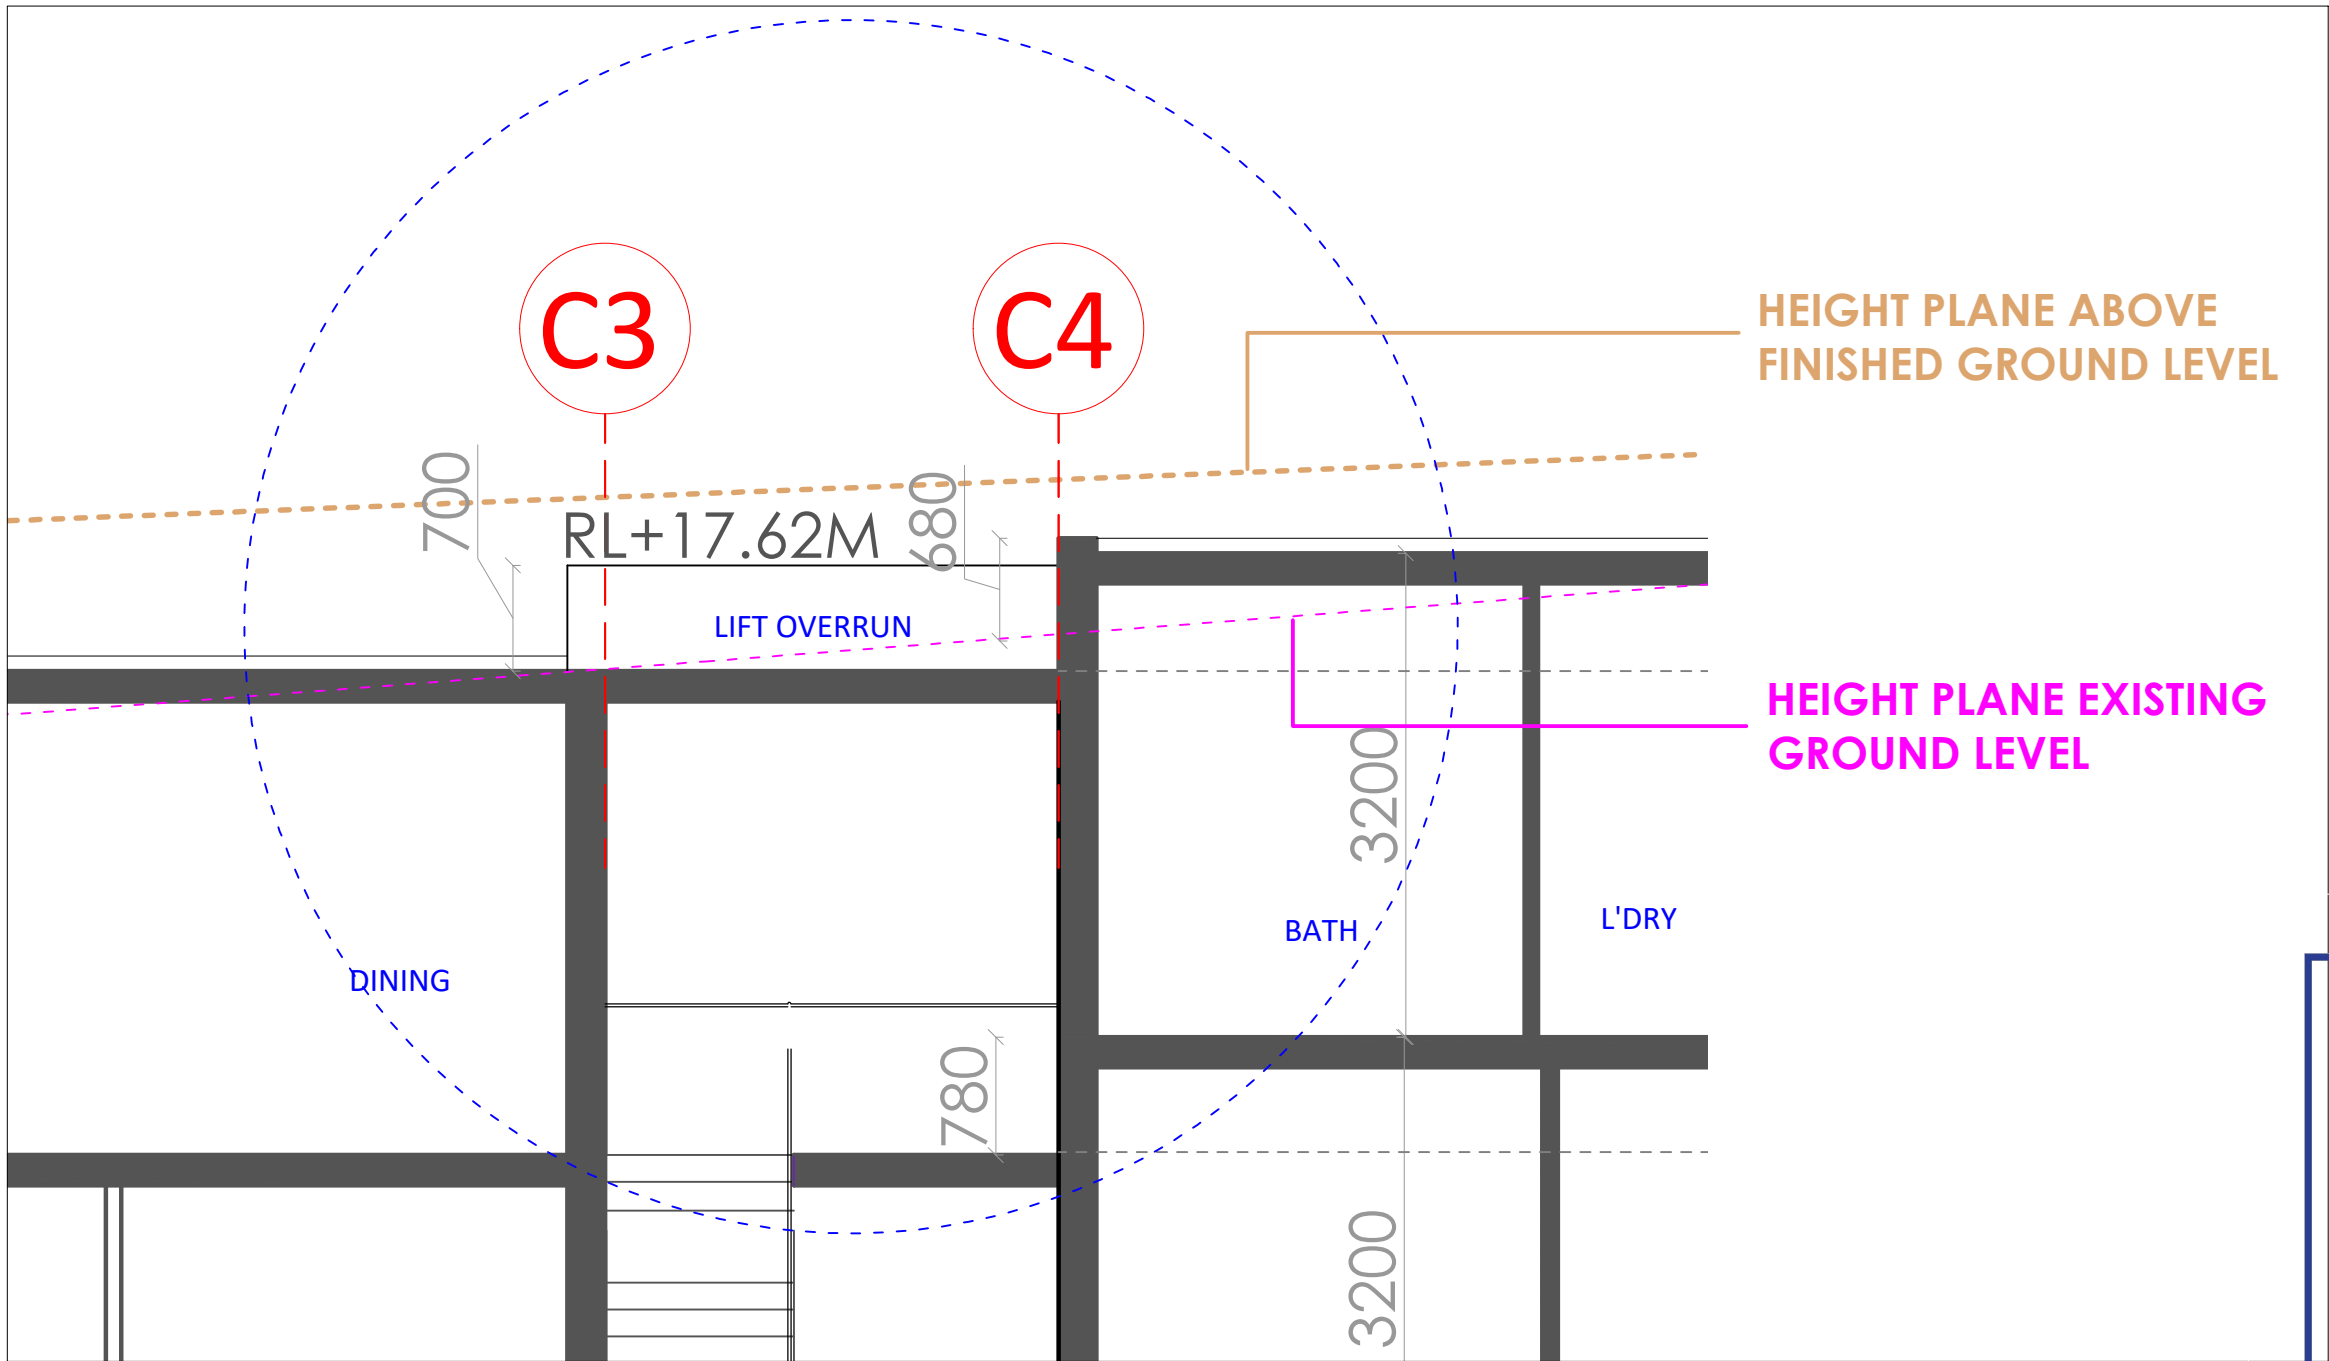 C3
C4
HEIGHT PLANE ABOVE
FINISHED GROUND LEVEL
700
RL+17.62M
680
LIFT OVERRUN
HEIGHT PLANE EXISTING
GROUND LEVEL
3200
DINING
BATH
L'DRY
780
3200